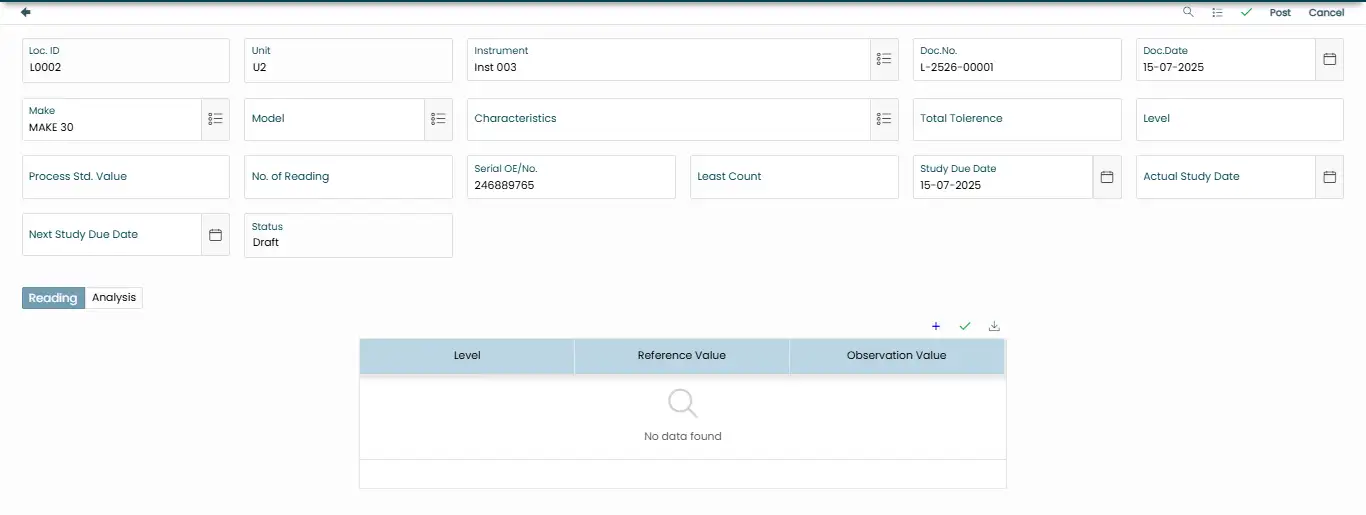 Post Cancel
Loc. ID Unit Instrument Doc.No. Doc.Date
L0002 U2 Inst 003 L-2526-00001 15-07-2025
Make
MAKE 30
Model Characteristics Total Tolerence Level
Process Std. Value No. of Reading
Serial OE/No.
246889765
Least Count
Study Due Date
15-07-2025
Actual Study Date
Next Study Due Date
Status
Draft
Reading Analysis
Level Reference Value Observation Value
No data found